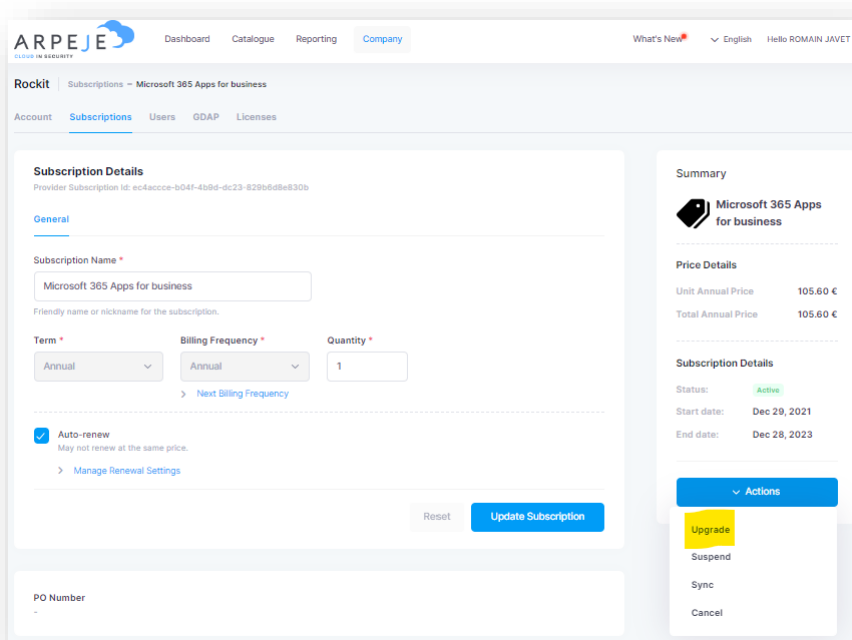 ARPEJE
CLOUD IN SECURITY
Dashboard Catalogue Reporting Company
What's New English Hello ROMAIN JAVET
Rockit Subscriptions – Microsoft 365 Apps for business
Account Subscriptions Users GDAP Licenses
Subscription Details
Provider Subscription Id: ec4accce-b04f-4b9d-dc23-829b6d8e830b
General
Subscription Name *
Microsoft 365 Apps for business
Friendly name or nickname for the subscription.
Term * Billing Frequency * Quantity *
Annual Annual 1
Next Billing Frequency
Auto-renew
May not renew at the same price.
Manage Renewal Settings
Reset Update Subscription
PO Number
-
Summary
Microsoft 365 Apps
for business
Price Details
Unit Annual Price 105.60 €
Total Annual Price 105.60 €
Subscription Details
Status: Active
Start date: Dec 29, 2021
End date: Dec 28, 2023
Actions
Upgrade
Suspend
Sync
Cancel